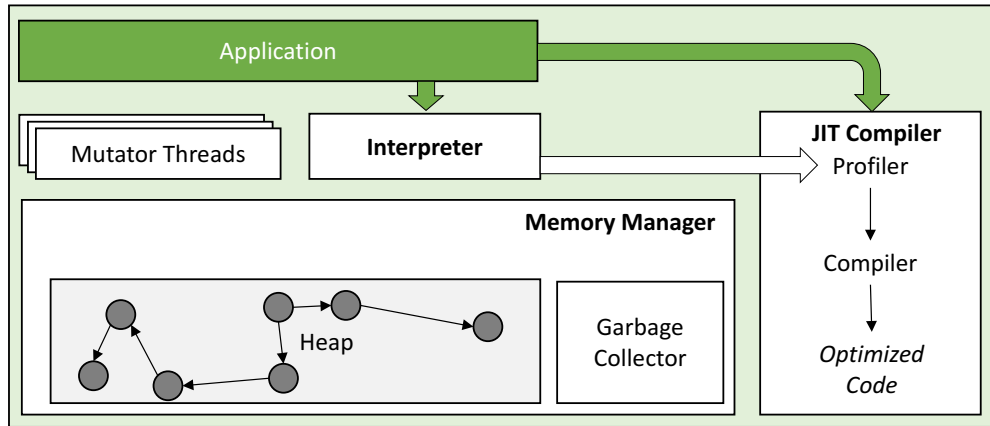 Application
Mutator Threads
Interpreter
JIT Compiler
Profiler
Compiler
Optimized
Code
Memory Manager
Heap
Garbage
Collector